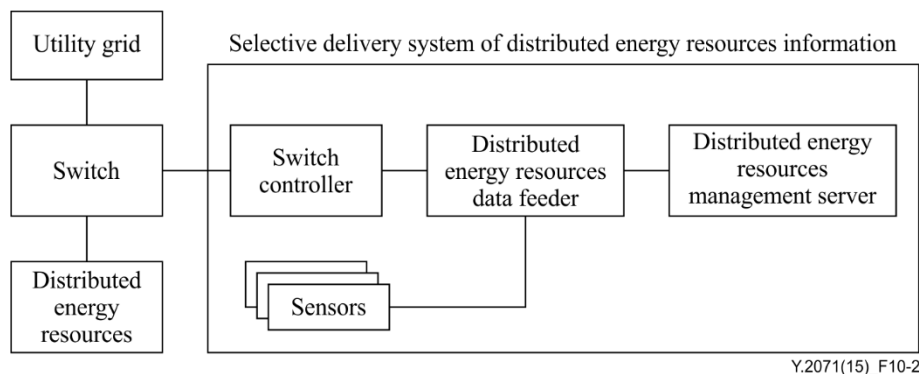 Utility grid
Selective delivery system of distributed energy resources information
Switch
Switch
controller
Distributed
energy resources
data feeder
Distributed energy
resources
management server
Distributed
energy
resources
Sensors
Y.2071(15)_F10-2